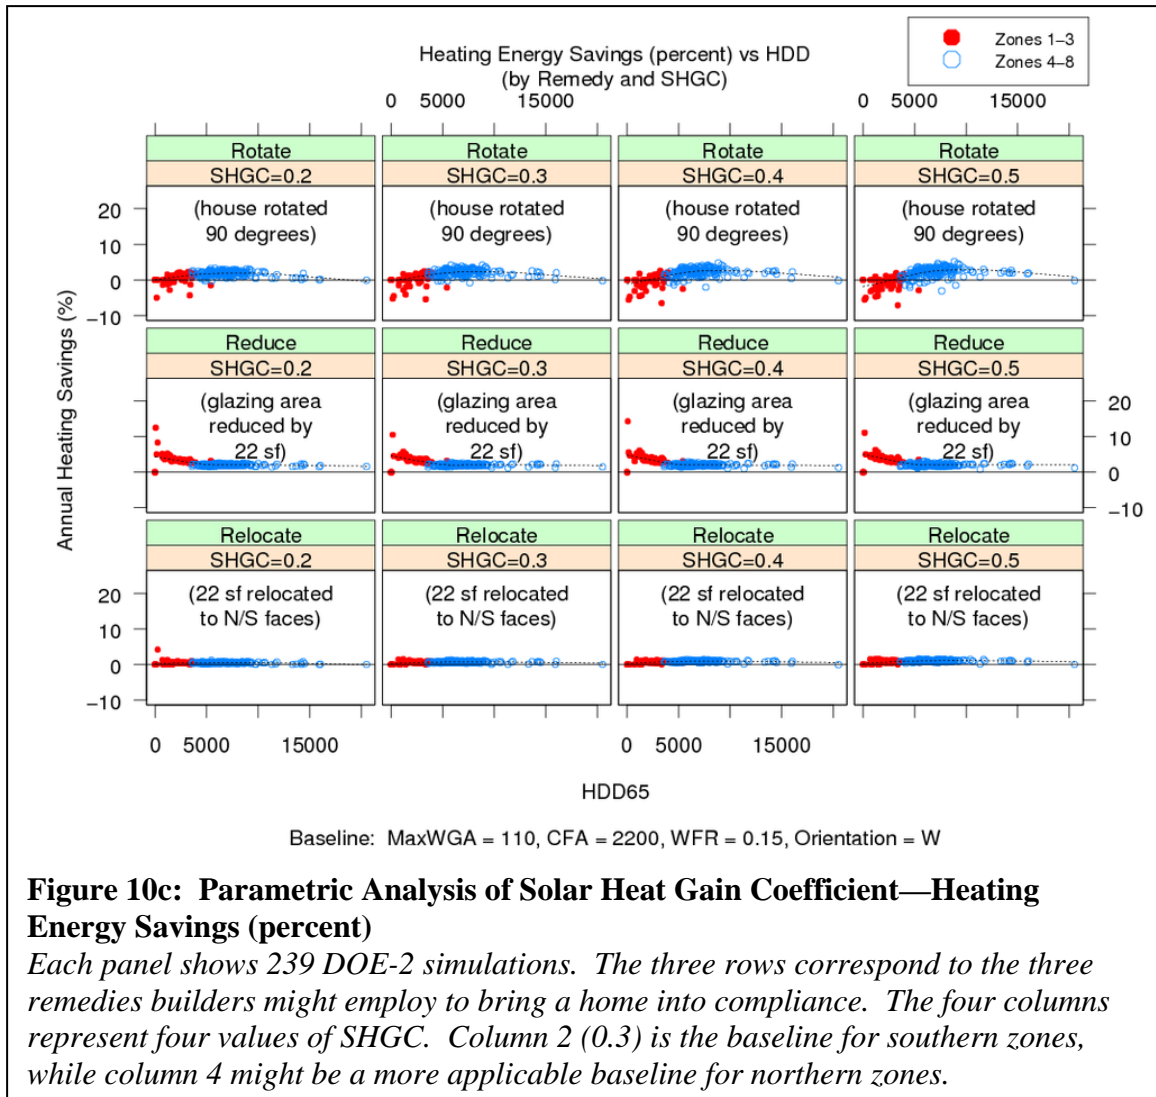 Zones 1–3
Zones 4–8
Heating Energy Savings (percent) vs HDD
(by Remedy and SHGC)
0 5000 15000 0 5000 15000
Rotate Rotate Rotate Rotate
SHGC=0.2 SHGC=0.3 SHGC=0.4 SHGC=0.5
(house rotated (house rotated (house rotated (house rotated
90 degrees) 90 degrees) 90 degrees) 90 degrees)
20
10
0
−10
Annual Heating Savings (%)
Reduce Reduce Reduce Reduce
SHGC=0.2 SHGC=0.3 SHGC=0.4 SHGC=0.5
(glazing area (glazing area (glazing area (glazing area
reduced by reduced by reduced by reduced by
22 sf) 22 sf) 22 sf) 22 sf)
20
10
0
−10
Relocate Relocate Relocate Relocate
SHGC=0.2 SHGC=0.3 SHGC=0.4 SHGC=0.5
(22 sf relocated (22 sf relocated (22 sf relocated (22 sf relocated
to N/S faces) to N/S faces) to N/S faces) to N/S faces)
20
10
0
−10
0 5000 15000 0 5000 15000
HDD65
Baseline: MaxWGA = 110, CFA = 2200, WFR = 0.15, Orientation = W
Figure 10c: Parametric Analysis of Solar Heat Gain Coefficient—Heating
Energy Savings (percent)
Each panel shows 239 DOE-2 simulations. The three rows correspond to the three
remedies builders might employ to bring a home into compliance. The four columns
represent four values of SHGC. Column 2 (0.3) is the baseline for southern zones,
while column 4 might be a more applicable baseline for northern zones.